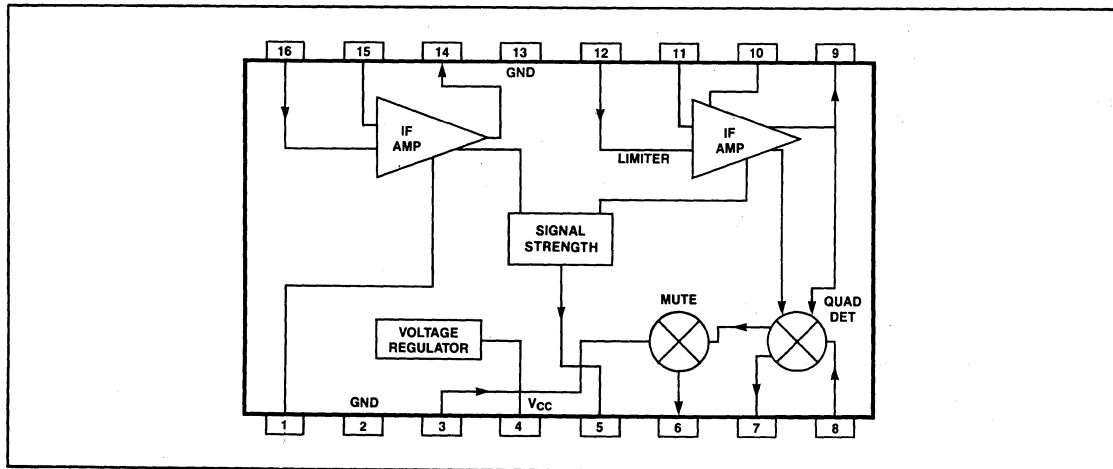 16 15 14 13 12 11 10 9
GND
IF
AMP
LIMITER
IF
AMP
SIGNAL
STRENGTH
MUTE
QUAD
DET
VOLTAGE
REGULATOR
GND
VCC
1 2 3 4 5 6 7 8